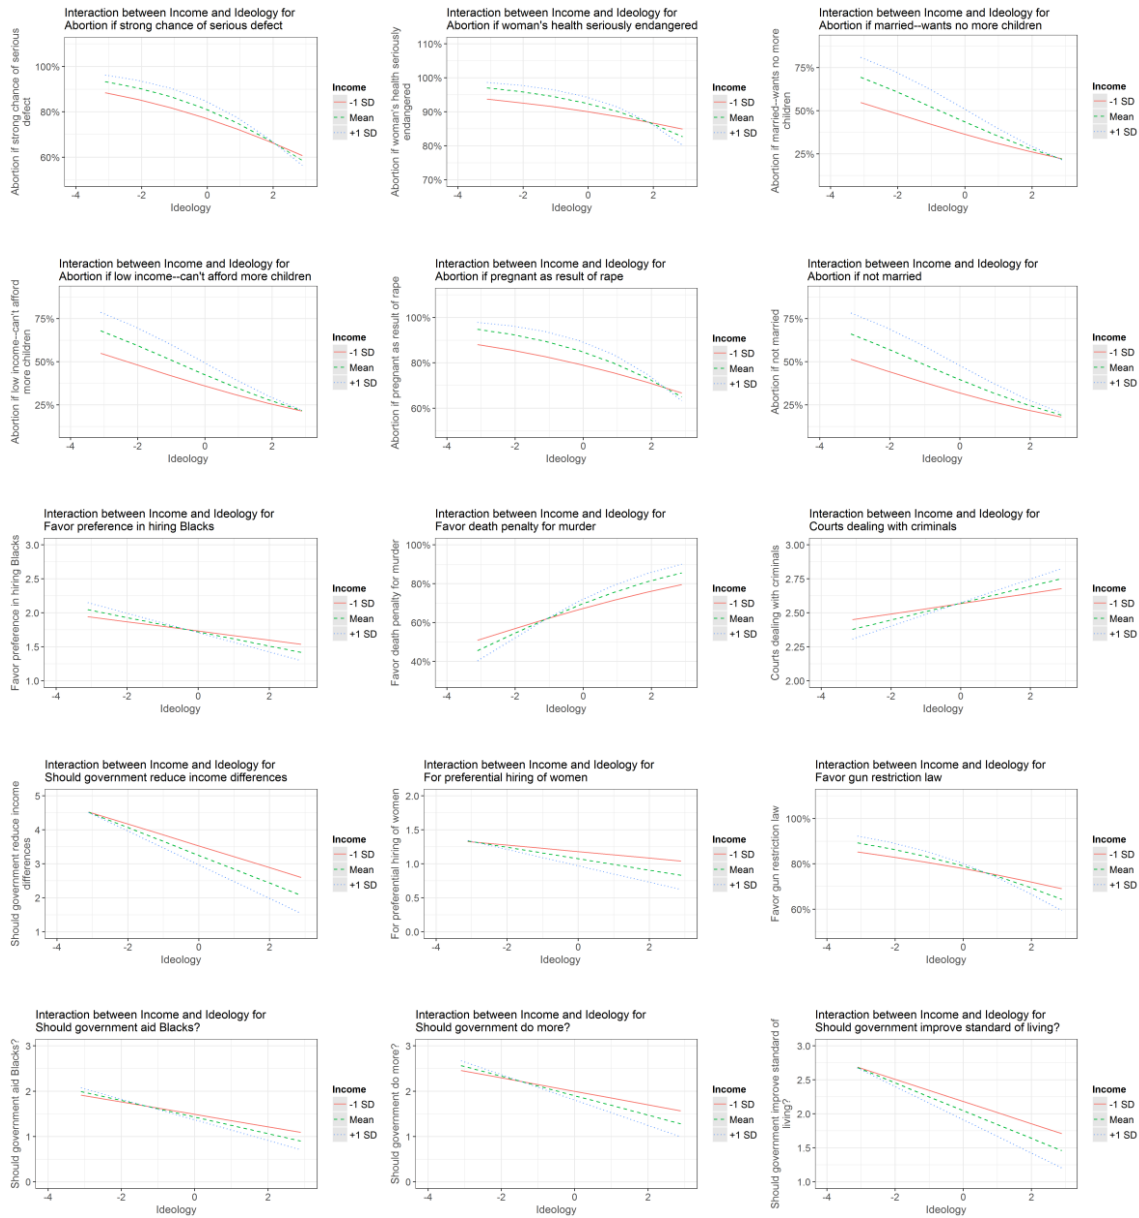 Interaction between Income and Ideology for
Abortion if strong chance of serious defect
Abortion if strong chance of serious
defect
100%
80%
60%
-4 -2 0 2
Ideology
Income
-1 SD
Mean
+1 SD
Interaction between Income and Ideology for
Abortion if woman's health seriously endangered
Abortion if woman's health seriously
endangered
110%
100%
90%
80%
70%
-4 -2 0 2
Ideology
Income
-1 SD
Mean
+1 SD
Interaction between Income and Ideology for
Abortion if married--wants no more children
Abortion if married--wants no more
children
75%
50%
25%
-4 -2 0 2
Ideology
Income
-1 SD
Mean
+1 SD
Interaction between Income and Ideology for
Abortion if low income--can't afford more children
Abortion if low income--can't afford
more children
75%
50%
25%
-4 -2 0 2
Ideology
Income
-1 SD
Mean
+1 SD
Interaction between Income and Ideology for
Abortion if pregnant as result of rape
Abortion if pregnant as result of rape
100%
80%
60%
-4 -2 0 2
Ideology
Income
-1 SD
Mean
+1 SD
Interaction between Income and Ideology for
Abortion if not married
Abortion if not married
75%
50%
25%
-4 -2 0 2
Ideology
Income
-1 SD
Mean
+1 SD
Interaction between Income and Ideology for
Favor preference in hiring Blacks
Favor preference in hiring Blacks
3.0
2.5
2.0
1.5
1.0
-4 -2 0 2
Ideology
Income
-1 SD
Mean
+1 SD
Interaction between Income and Ideology for
Favor death penalty for murder
Favor death penalty for murder
100%
80%
60%
40%
-4 -2 0 2
Ideology
Income
-1 SD
Mean
+1 SD
Interaction between Income and Ideology for
Courts dealing with criminals
Courts dealing with criminals
3.00
2.75
2.50
2.25
2.00
-4 -2 0 2
Ideology
Income
-1 SD
Mean
+1 SD
Interaction between Income and Ideology for
Should government reduce income differences
Should government reduce income
differences
5
4
3
2
1
-4 -2 0 2
Ideology
Income
-1 SD
Mean
+1 SD
Interaction between Income and Ideology for
For preferential hiring of women
For preferential hiring of women
2.0
1.5
1.0
0.5
0.0
-4 -2 0 2
Ideology
Income
-1 SD
Mean
+1 SD
Interaction between Income and Ideology for
Favor gun restriction law
Favor gun restriction law
100%
80%
60%
-4 -2 0 2
Ideology
Income
-1 SD
Mean
+1 SD
Interaction between Income and Ideology for
Should government aid Blacks?
Should government aid Blacks?
3
2
1
0
-4 -2 0 2
Ideology
Income
-1 SD
Mean
+1 SD
Interaction between Income and Ideology for
Should government do more?
Should government do more?
3
2
1
0
-4 -2 0 2
Ideology
Income
-1 SD
Mean
+1 SD
Interaction between Income and Ideology for
Should government improve standard of living?
Should government improve standard of
living?
3.0
2.5
2.0
1.5
1.0
-4 -2 0 2
Ideology
Income
-1 SD
Mean
+1 SD